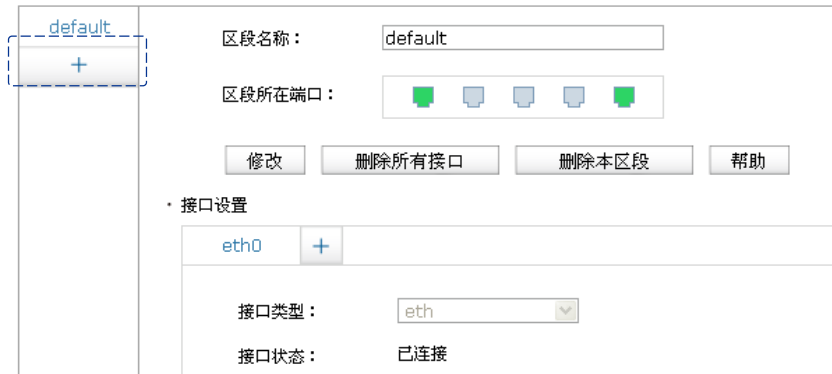 default
+
区段名称： default
区段所在端口：
修改 删除所有接口 删除本区段 帮助
· 接口设置
eth0 +
接口类型： eth
接口状态： 已连接